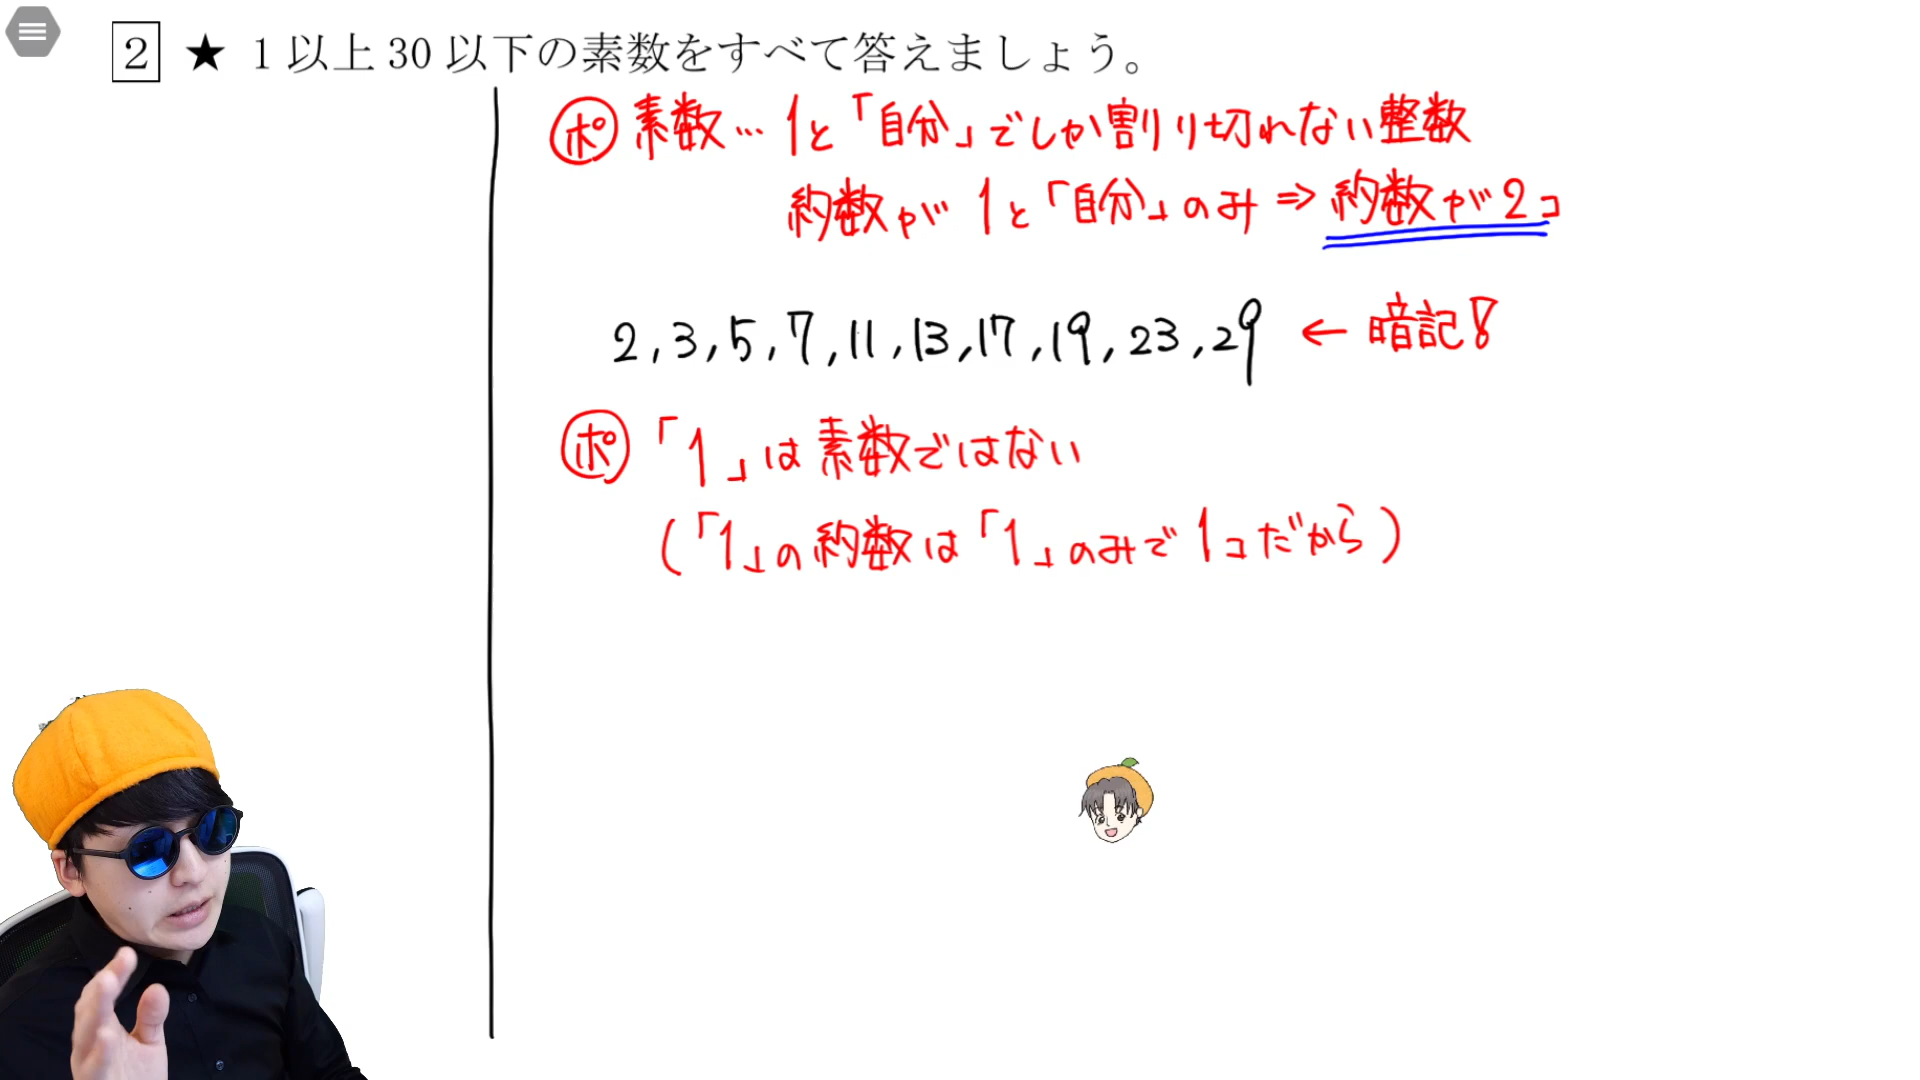 2 ★ 1 以上 30 以下の素数をすべて答えましょう。
ポ 素数… 1と「自分」でしか割り切れない整数
約数が 1と「自分」のみ ⇒ 約数が2コ
2, 3, 5, 7, 11, 13, 17, 19, 23, 29 ← 暗記!
ポ 「1」は素数ではない
(「1」の約数は「1」のみで1コだから)